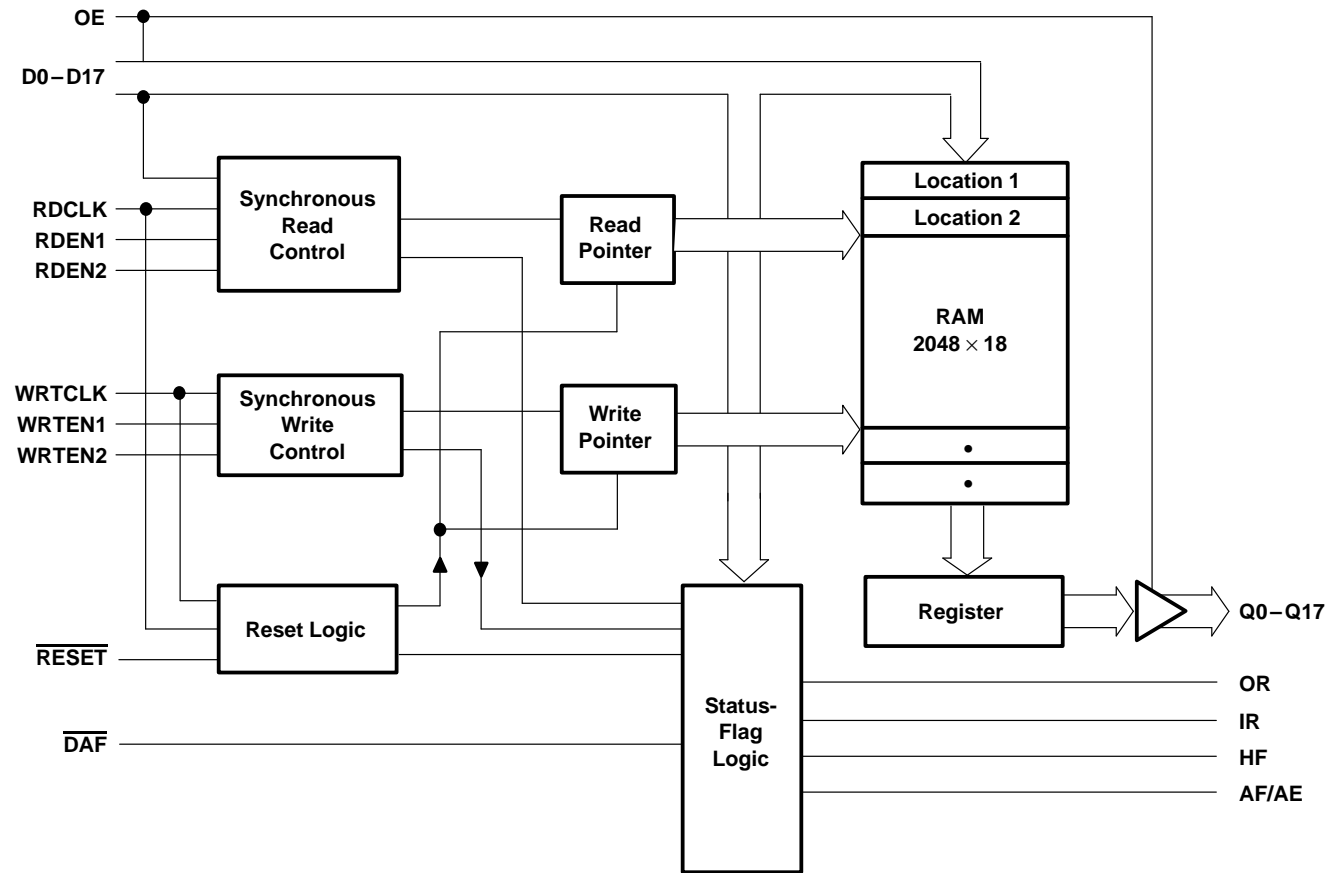 OE
D0–D17
RDCLK
RDEN1
RDEN2
Synchronous
Read
Control
Read
Pointer
Location 1
Location 2
RAM
2048 × 18
•
•
WRTCLK
WRTEN1
WRTEN2
Synchronous
Write
Control
Write
Pointer
Reset Logic
RESET
DAF
Status-
Flag
Logic
Register
Q0–Q17
OR
IR
HF
AF/AE